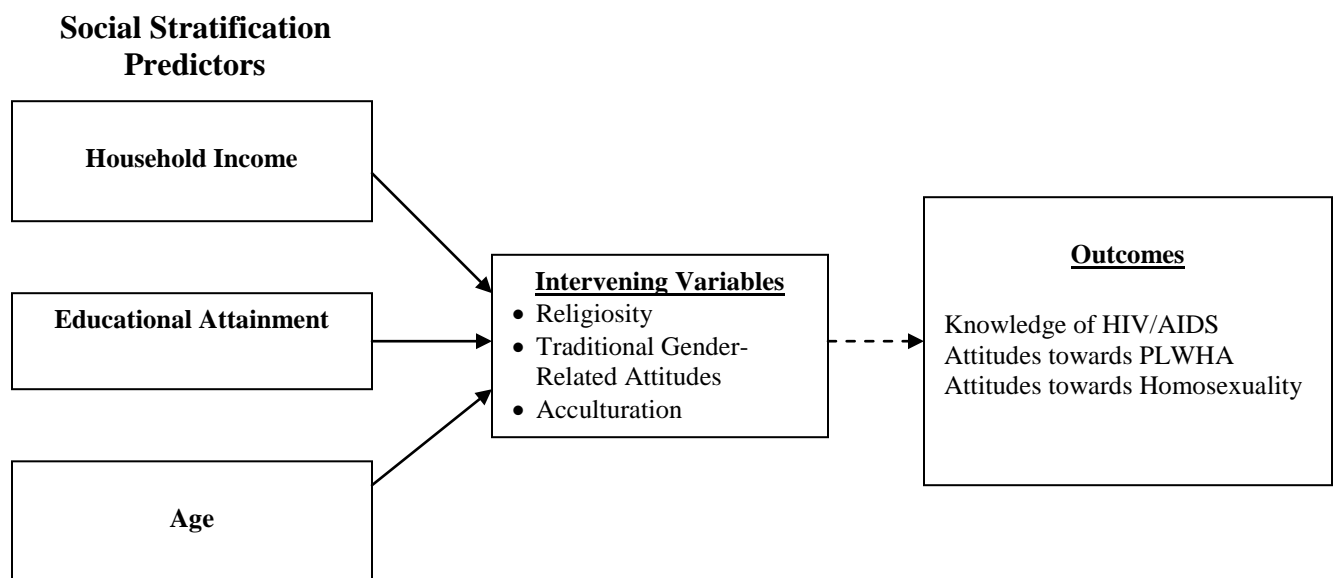 Social Stratification
Predictors
Household Income
Educational Attainment
Age
Intervening Variables
• Religiosity
• Traditional Gender-
Related Attitudes
• Acculturation
Outcomes
Knowledge of HIV/AIDS
Attitudes towards PLWHA
Attitudes towards Homosexuality